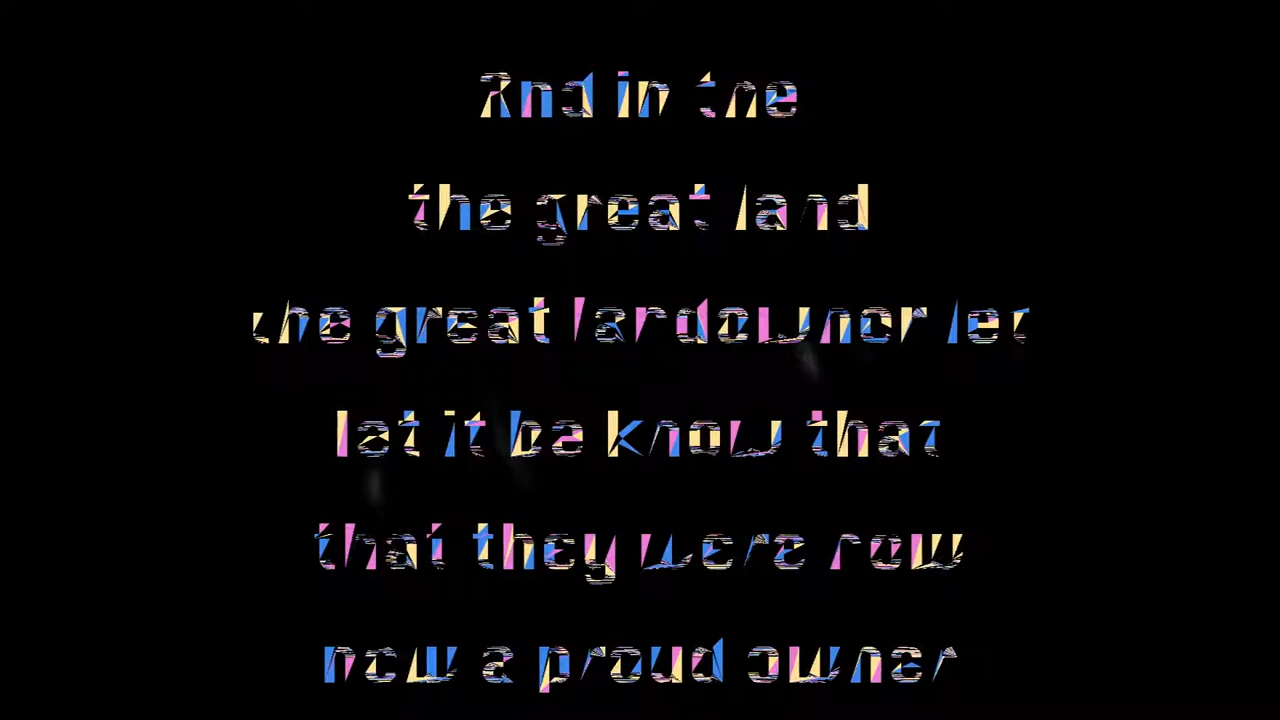 And in the
the great land
the great landowner let
let it be know that
that they were now
now a proud owner